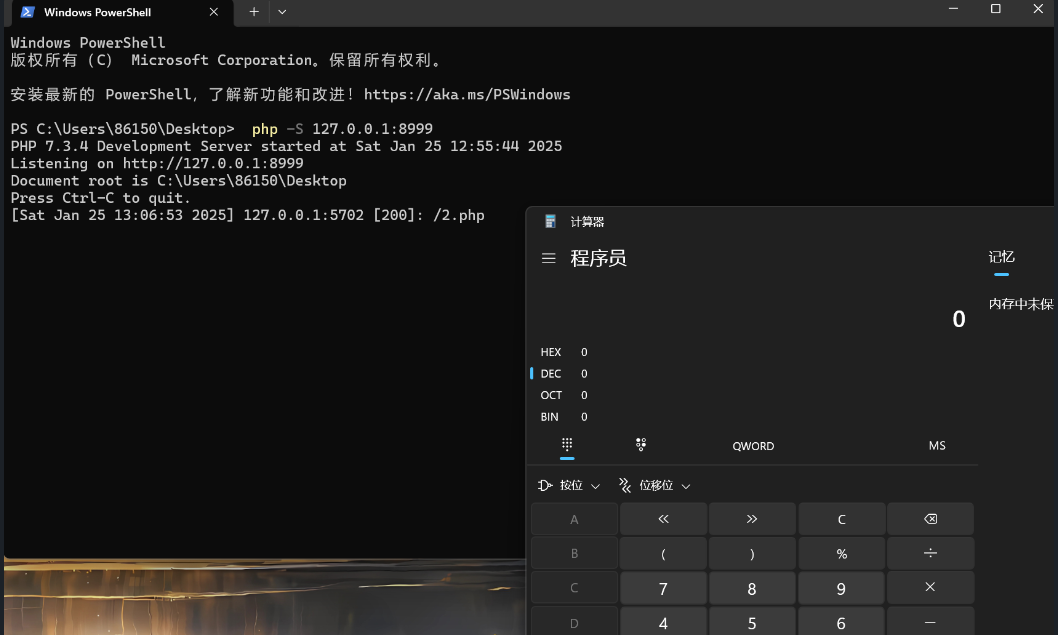 Windows PowerShell
Windows PowerShell
版权所有 (C) Microsoft Corporation。保留所有权利。
安装最新的 PowerShell，了解新功能和改进！https://aka.ms/PSWindows
PS C:\Users\86150\Desktop>  php -S 127.0.0.1:8999
PHP 7.3.4 Development Server started at Sat Jan 25 12:55:44 2025
Listening on http://127.0.0.1:8999
Document root is C:\Users\86150\Desktop
Press Ctrl-C to quit.
[Sat Jan 25 13:06:53 2025] 127.0.0.1:5702 [200]: /2.php
计算器
程序员
记忆
内存中未保
0
HEX 0
DEC 0
OCT 0
BIN 0
QWORD MS
按位 位移位
A « » C
B ( ) % ÷
C 7 8 9 ×
D 4 5 6 −